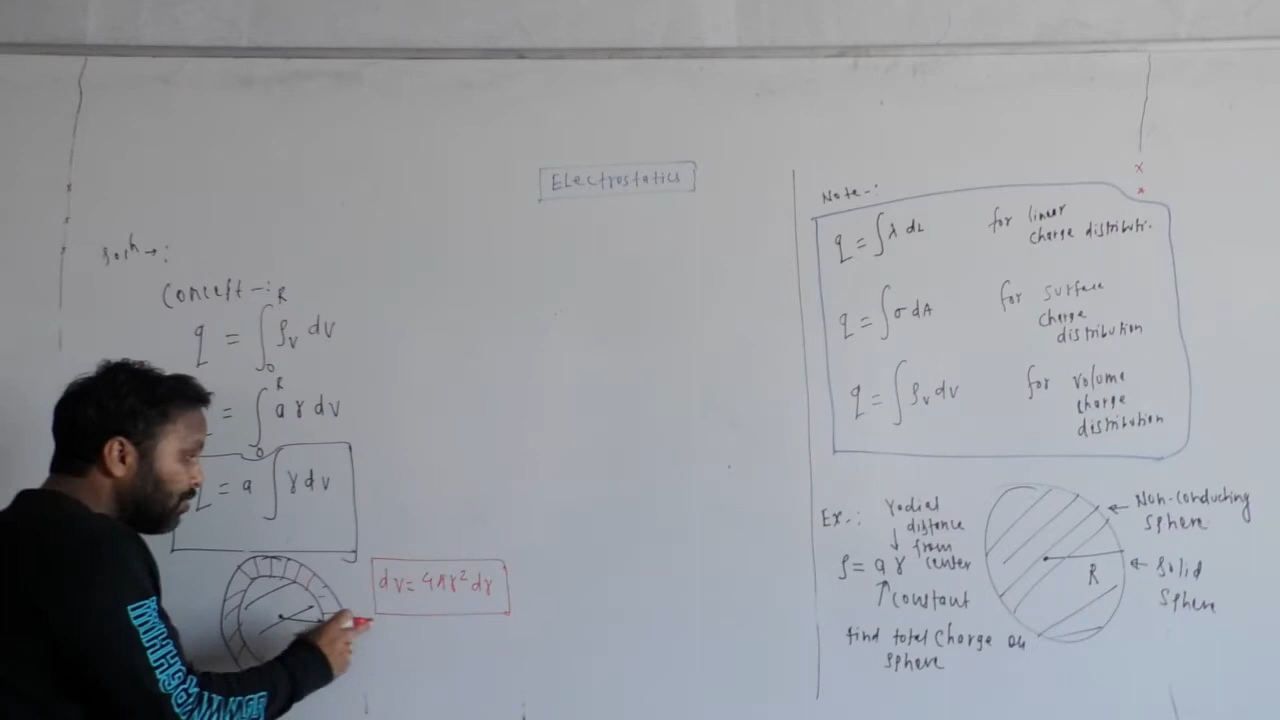 Electrostatics
Soln→:
Concept-:
q = ∫₀ᴿ ρᵥ dv
= ∫₀ᴿ a r dv
= a ∫ r dv
dv = 4πr² dr
Note-:
q = ∫ λ dL for linear
charge distributi.
q = ∫ σ dA for surface
charge
distribution
q = ∫ ρᵥ dv for volume
charge
distribution
Ex.-: radial
distance
from
ρ = a r center
constant
find total charge on
sphere
R
Non-conducting
sphere
solid
sphere